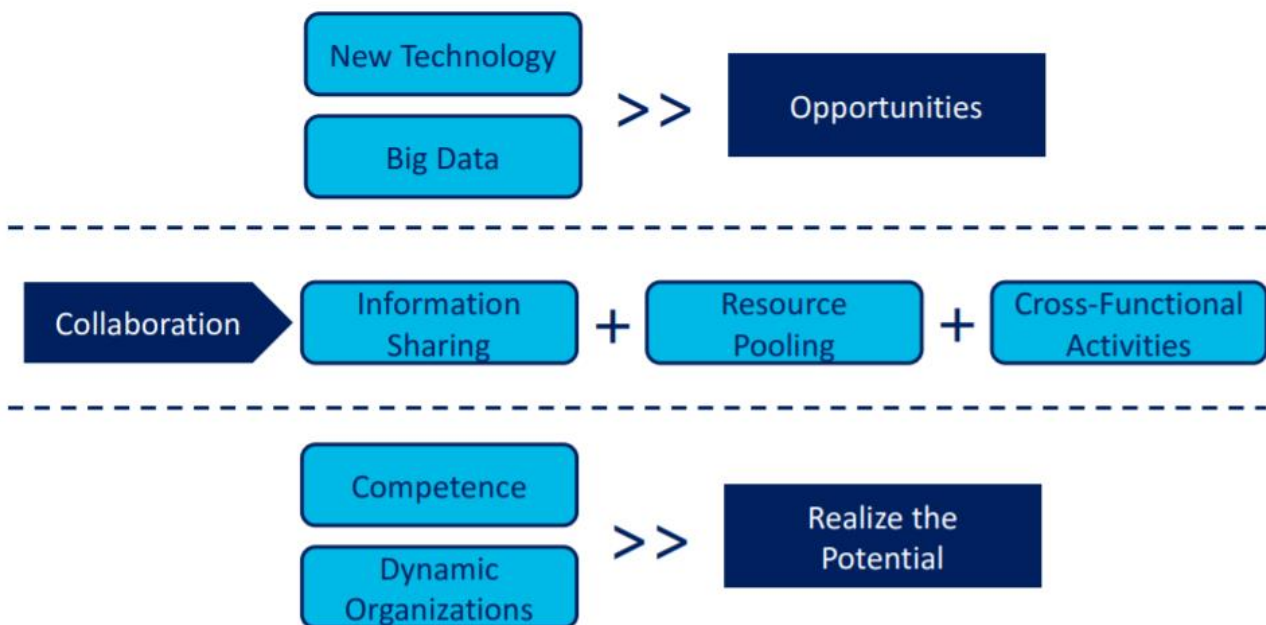 New Technology
Big Data
>>
Opportunities
Collaboration
Information
Sharing
+
Resource
Pooling
+
Cross-Functional
Activities
Competence
Dynamic
Organizations
>>
Realize the
Potential